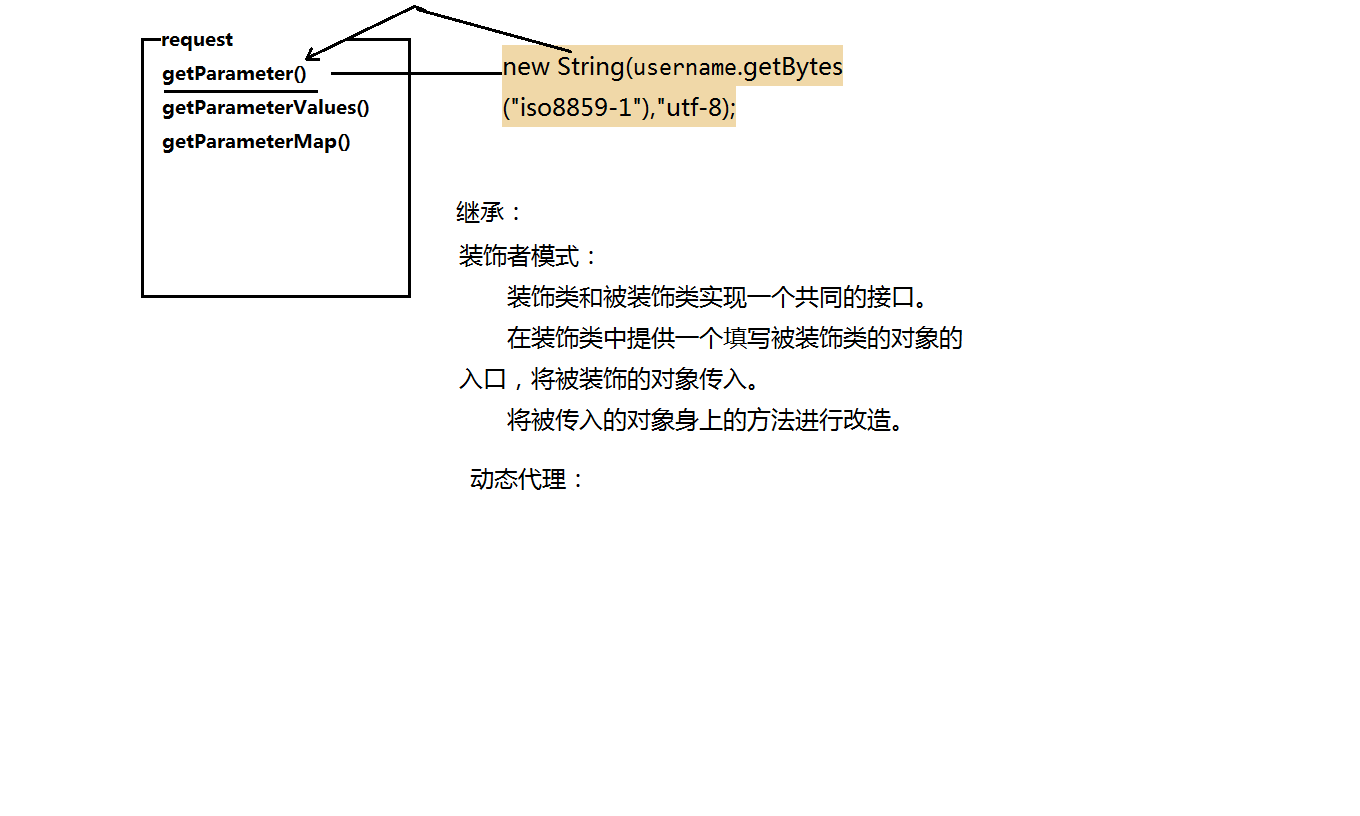 request
getParameter()
getParameterValues()
getParameterMap()
new String(username.getBytes
("iso8859-1"),"utf-8);
继承：
装饰者模式：
装饰类和被装饰类实现一个共同的接口。
在装饰类中提供一个填写被装饰类的对象的
入口，将被装饰的对象传入。
将被传入的对象身上的方法进行改造。
动态代理：